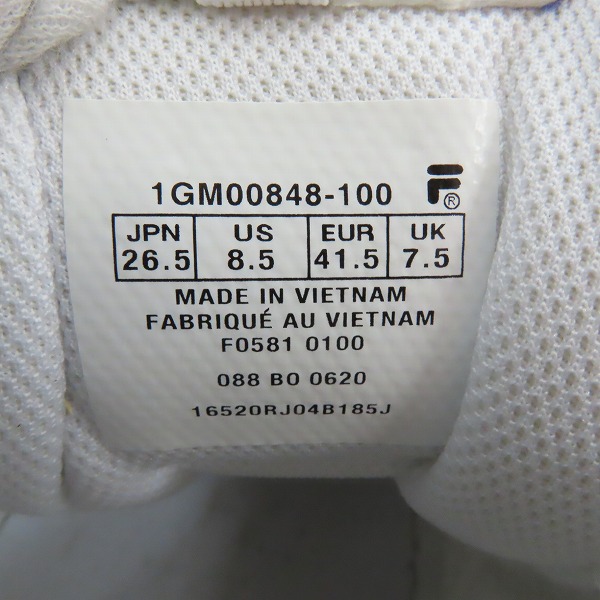 1GM00848-100 F®
JPN US EUR UK
26.5 8.5 41.5 7.5
MADE IN VIETNAM
FABRIQUÉ AU VIETNAM
F0581 0100
088 B0 0620
16520RJ04B185J